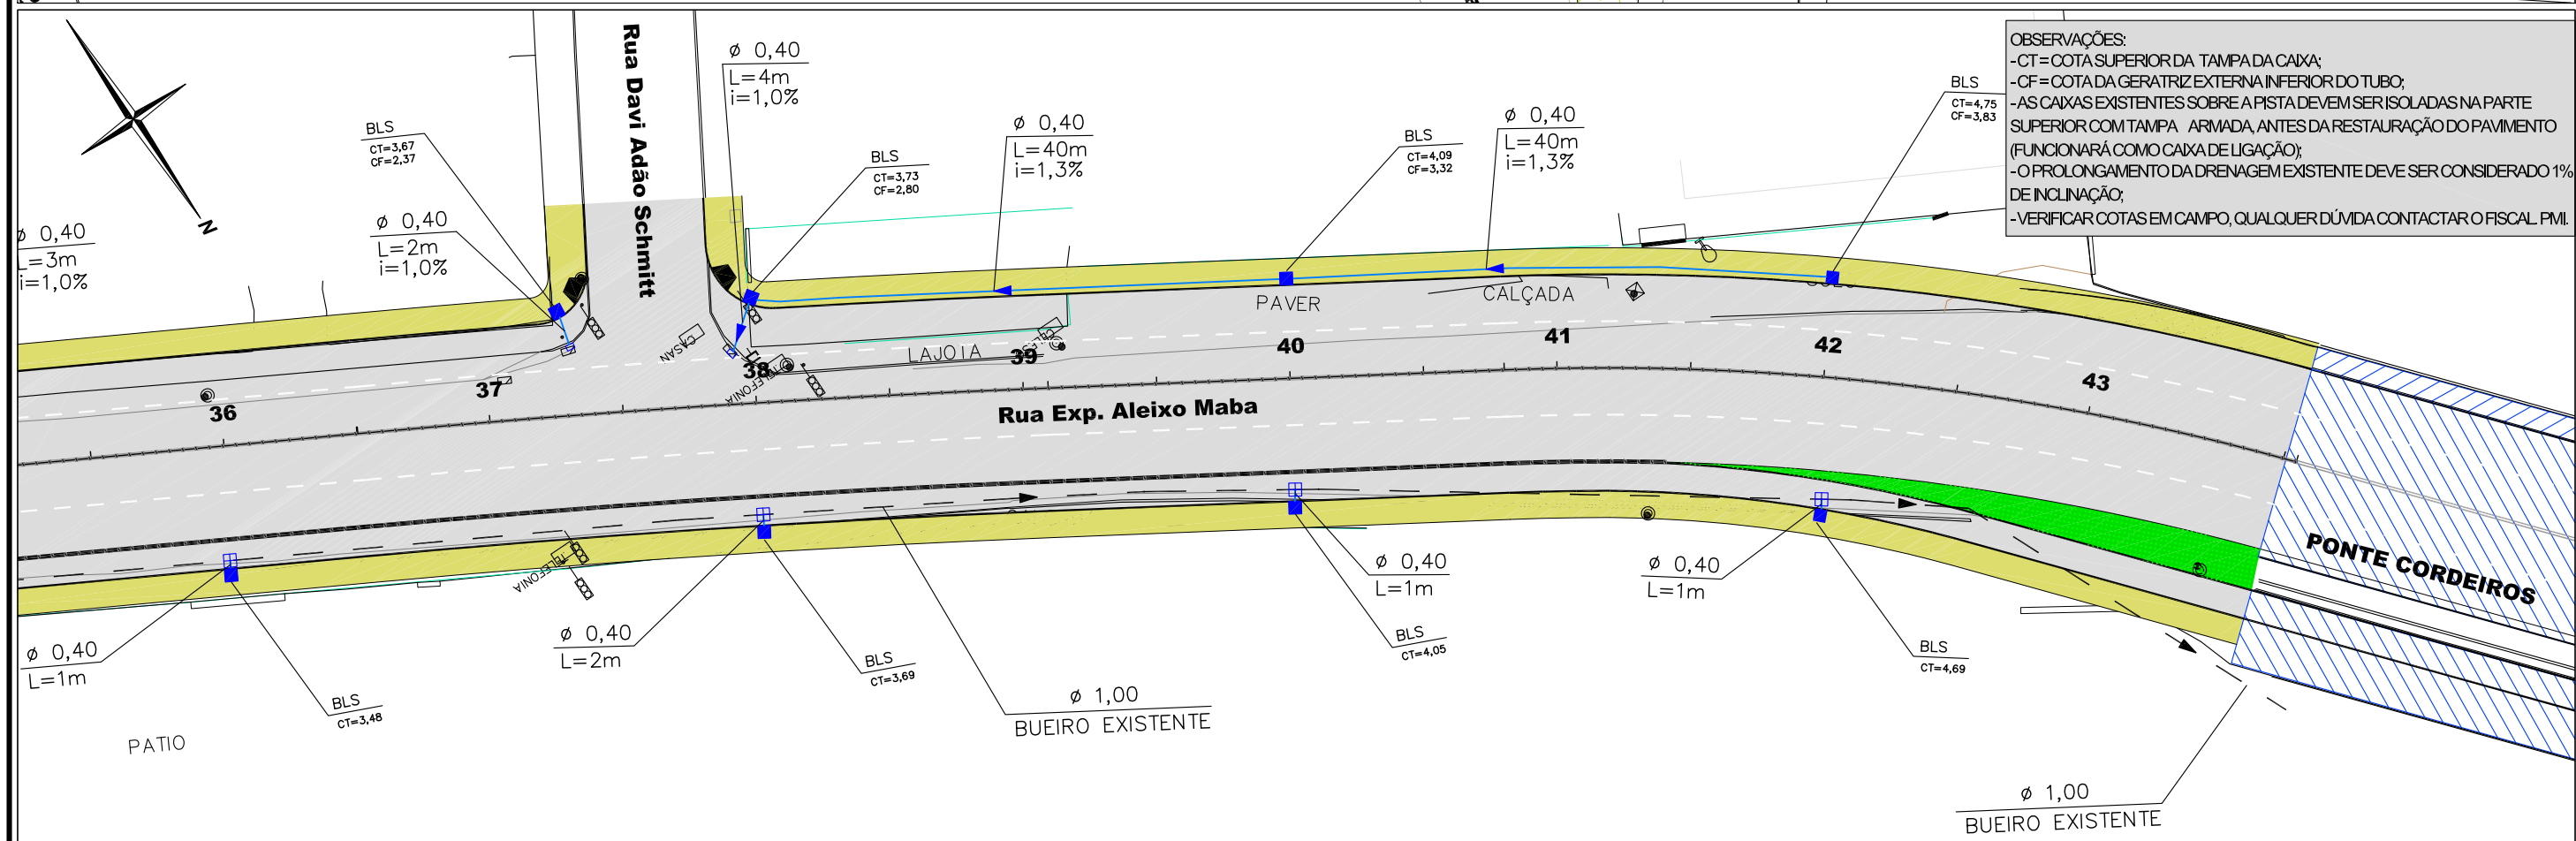 OBSERVAÇÕES:
-CT=COTA SUPERIOR DA TAMPA DA CAIXA;
-CF=COTA DA GERATRIZ EXTERNA INFERIOR DO TUBO;
-AS CAIXAS EXISTENTES SOBRE A PISTA DEVEM SER ISOLADAS NA PARTE
SUPERIOR COM TAMPA ARMADA, ANTES DA RESTAURAÇÃO DO PAVIMENTO
(FUNCIONARÁ COMO CAIXA DE LIGAÇÃO);
-O PROLONGAMENTO DA DRENAGEM EXISTENTE DEVE SER CONSIDERADO 1%
DE INCLINAÇÃO;
-VERIFICAR COTAS EM CAMPO, QUALQUER DÚVIDA CONTACTAR O FISCAL PMI.
N
Rua Davi Adão Schmitt
ø 0,40
L=3m
i=1,0%
BLS
CT=3,67
CF=2,37
ø 0,40
L=2m
i=1,0%
ø 0,40
L=4m
i=1,0%
BLS
CT=3,73
CF=2,80
ø 0,40
L=40m
i=1,3%
BLS
CT=4,09
CF=3,32
ø 0,40
L=40m
i=1,3%
BLS
CT=4,75
CF=3,83
PAVER
CALÇADA
LAJOIA
CASAN
TELEFONIA
36
37
38
39
40
41
42
43
Rua Exp. Aleixo Maba
PONTE CORDEIROS
TELEFONIA
ø 0,40
L=1m
BLS
CT=3,48
PATIO
ø 0,40
L=2m
BLS
CT=3,69
ø 1,00
BUEIRO EXISTENTE
ø 0,40
L=1m
BLS
CT=4,05
ø 0,40
L=1m
BLS
CT=4,69
ø 1,00
BUEIRO EXISTENTE